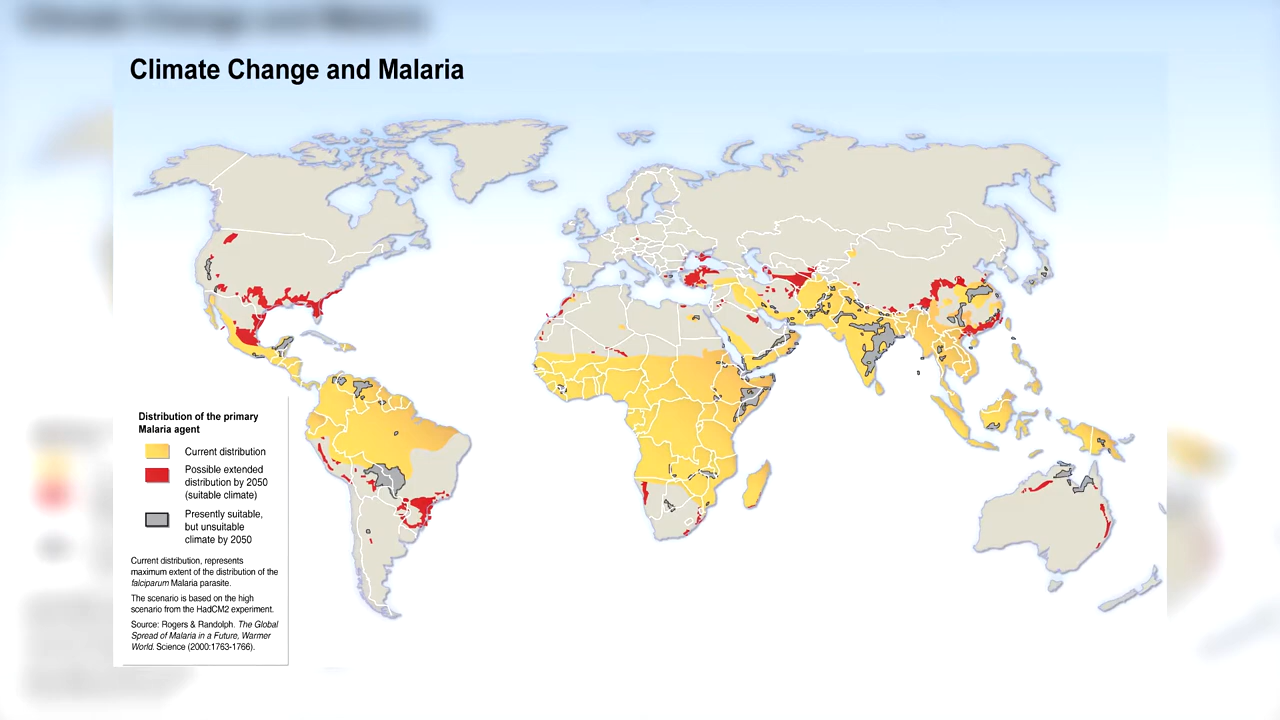 Climate Change and Malaria
Distribution of the primary
Malaria agent
Current distribution
Possible extended
distribution by 2050
(suitable climate)
Presently suitable,
but unsuitable
climate by 2050
Current distribution, represents
maximum extent of the distribution of the
falciparum Malaria parasite.
The scenario is based on the high
scenario from the HadCM2 experiment.
Source: Rogers & Randolph. The Global
Spread of Malaria in a Future, Warmer
World. Science (2000:1763-1766).